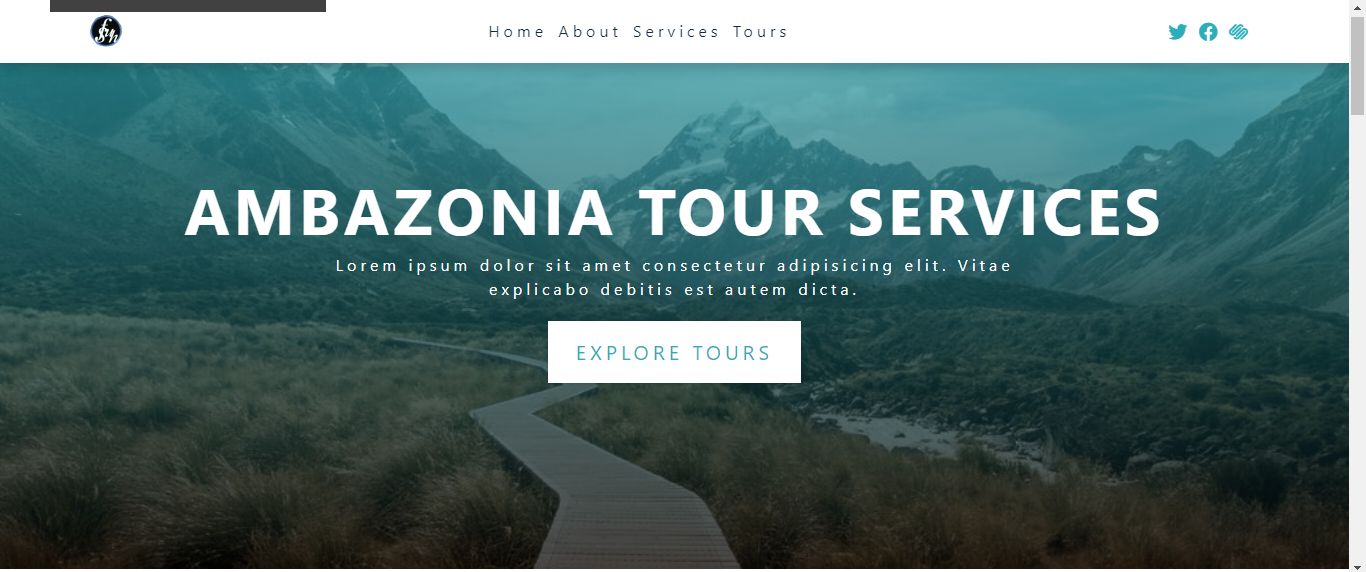 Home About Services Tours
AMBAZONIA TOUR SERVICES
Lorem ipsum dolor sit amet consectetur adipisicing elit. Vitae
explicabo debitis est autem dicta.
EXPLORE TOURS